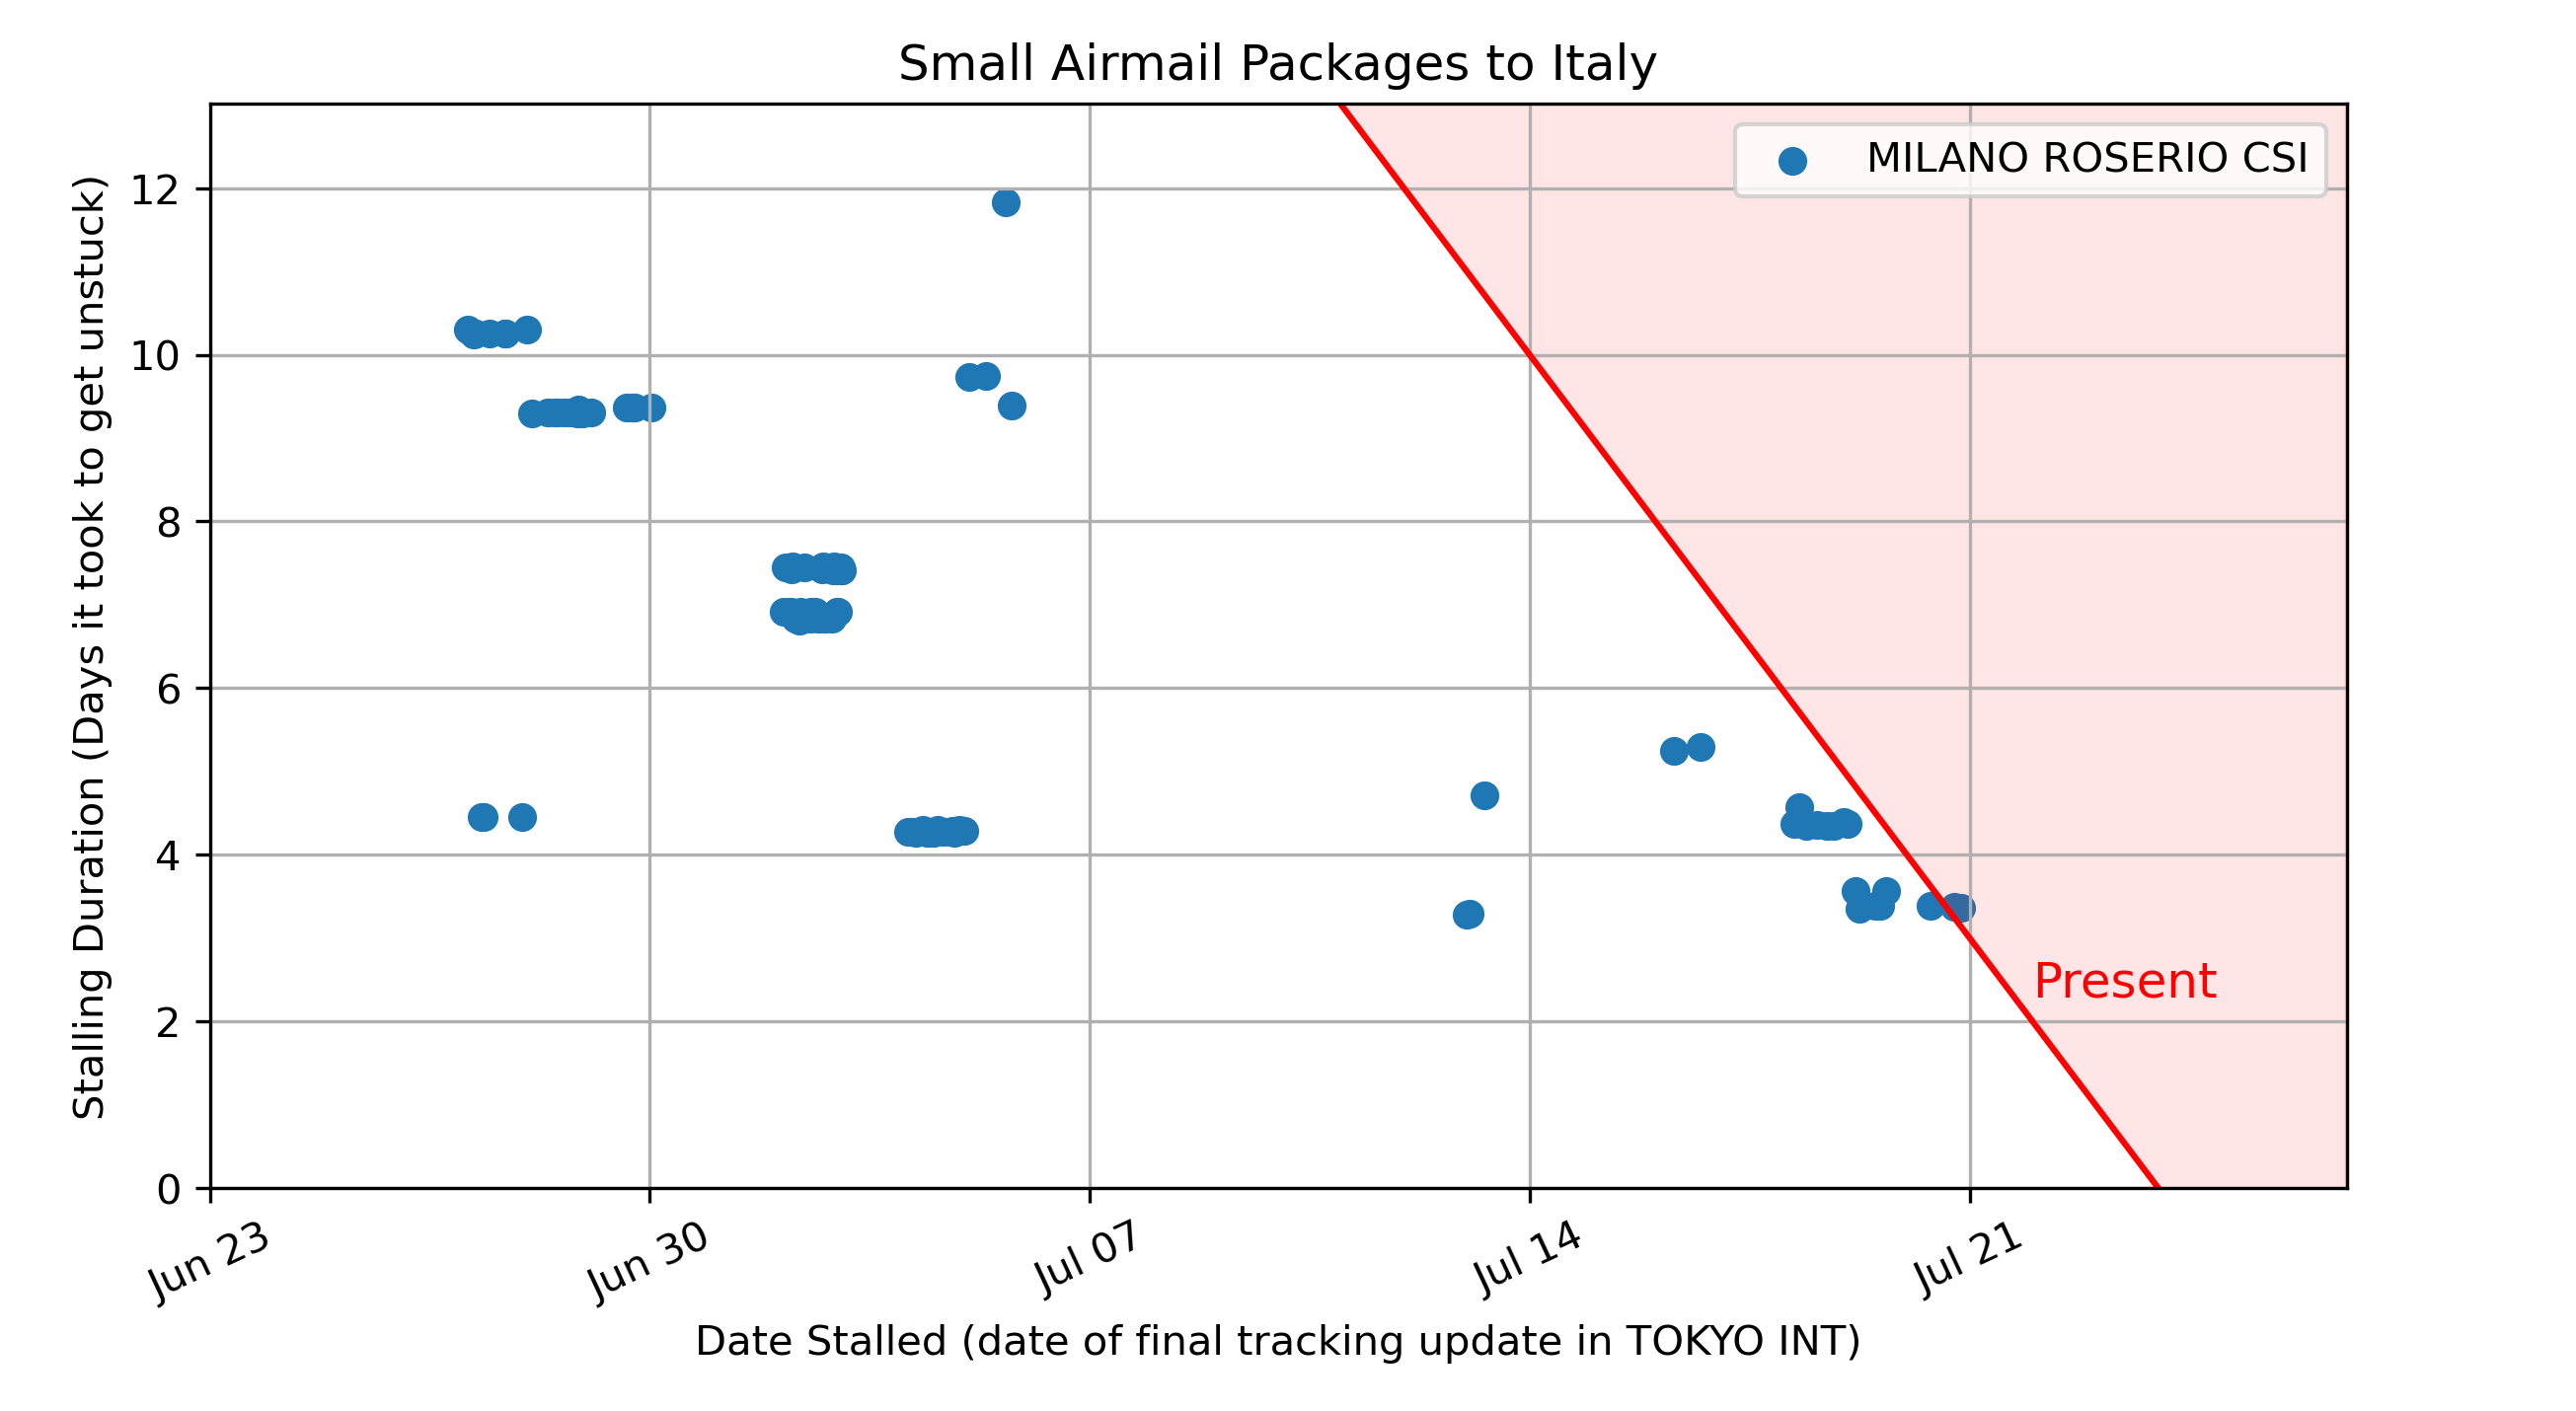 Small Airmail Packages to Italy
MILANO ROSERIO CSI
Stalling Duration (Days it took to get unstuck)
12
10
8
6
4
2
0
Present
Jun 23
Jun 30
Jul 07
Jul 14
Jul 21
Date Stalled (date of final tracking update in TOKYO INT)